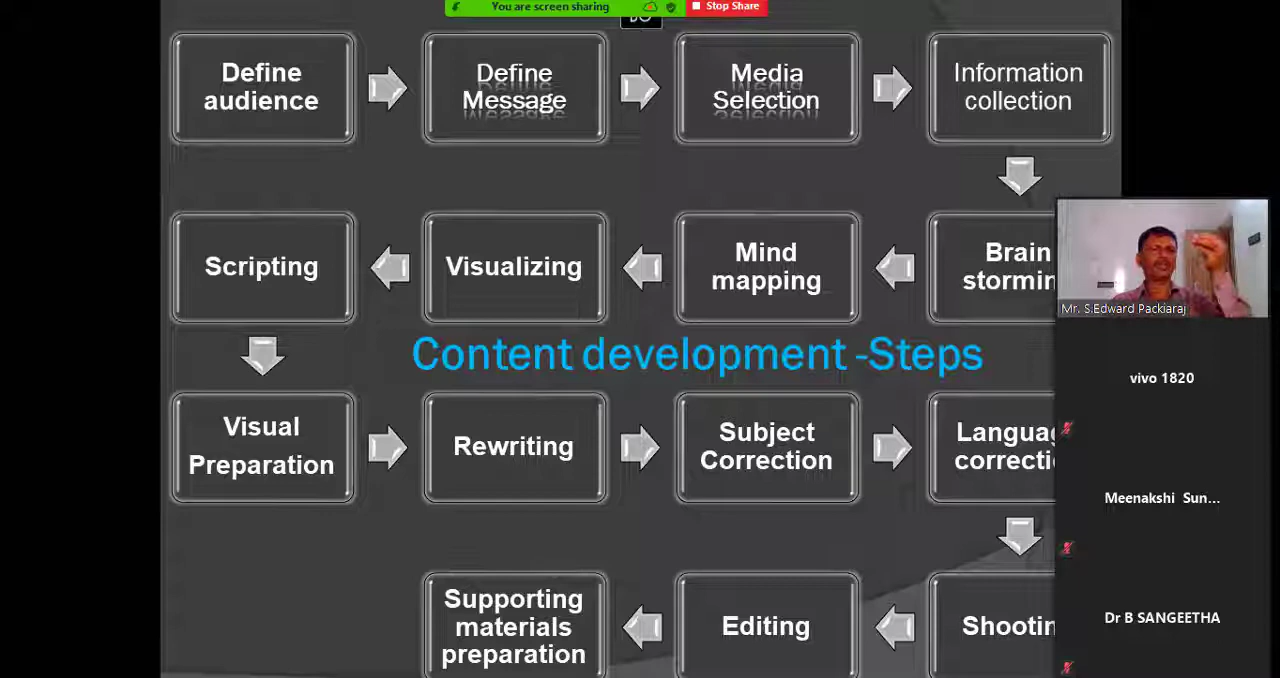 You are screen sharing
Stop Share
Define
audience
Define
Message
Media
Selection
Information
collection
Scripting
Visualizing
Mind
mapping
Brain
Mr. S.Edward Packiaraj
vivo 1820
Content development -Steps
Visual
Preparation
Rewriting
Subject
Correction
Meenakshi Sun...
Supporting
materials
preparation
Editing
Dr B SANGEETHA